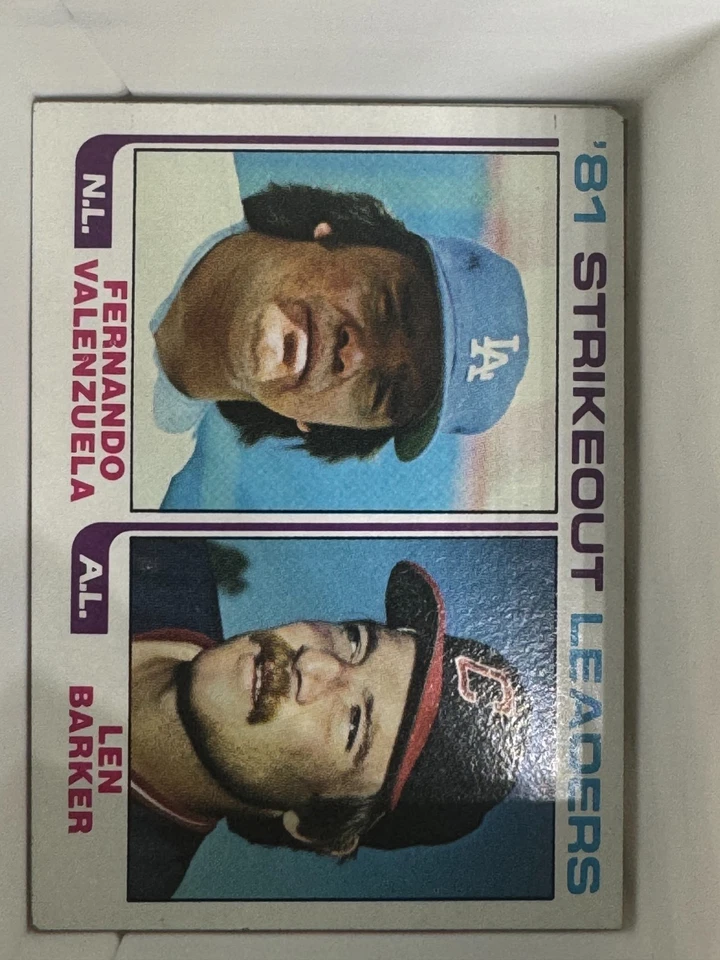 '81 STRIKEOUT LEADERS
LA
C
N.L.
FERNANDO
VALENZUELA
A.L.
LEN
BARKER